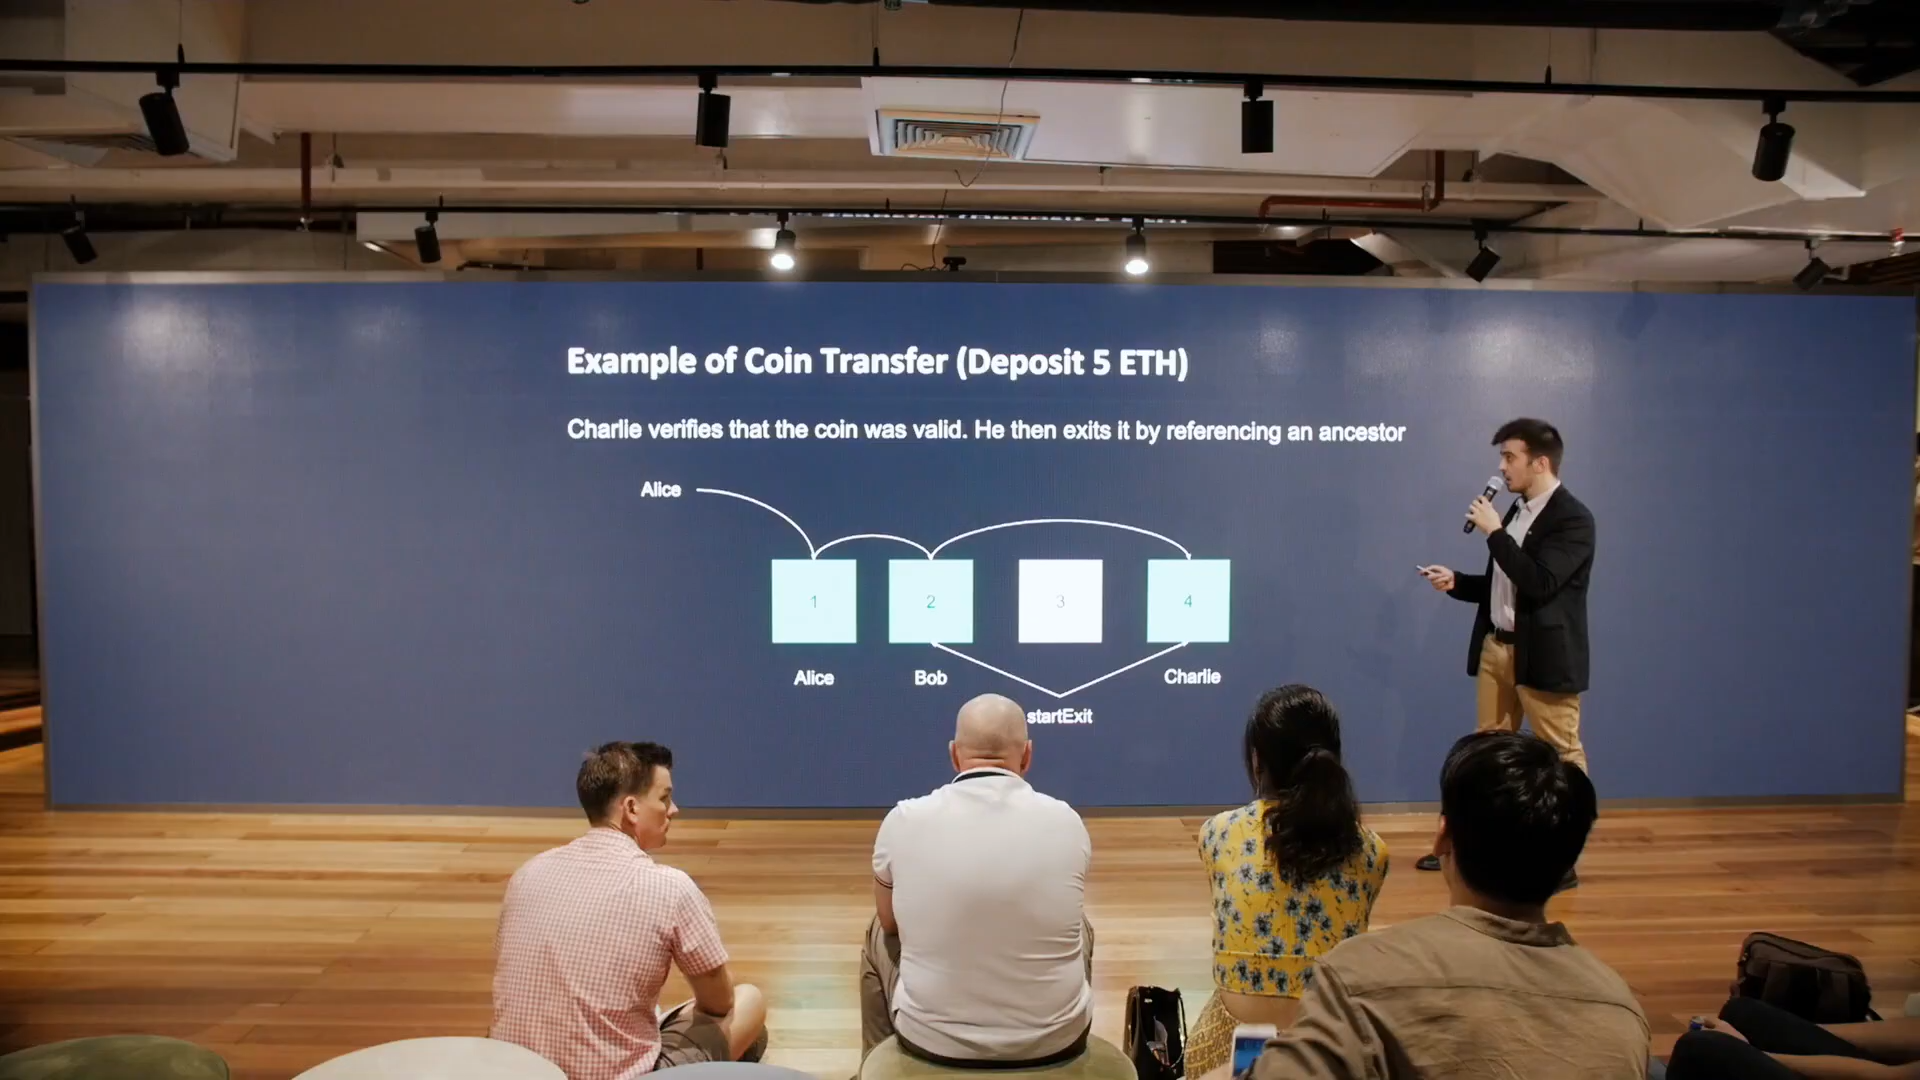 Example of Coin Transfer (Deposit 5 ETH)
Charlie verifies that the coin was valid. He then exits it by referencing an ancestor
Alice
1
2
3
4
Alice
Bob
Charlie
startExit